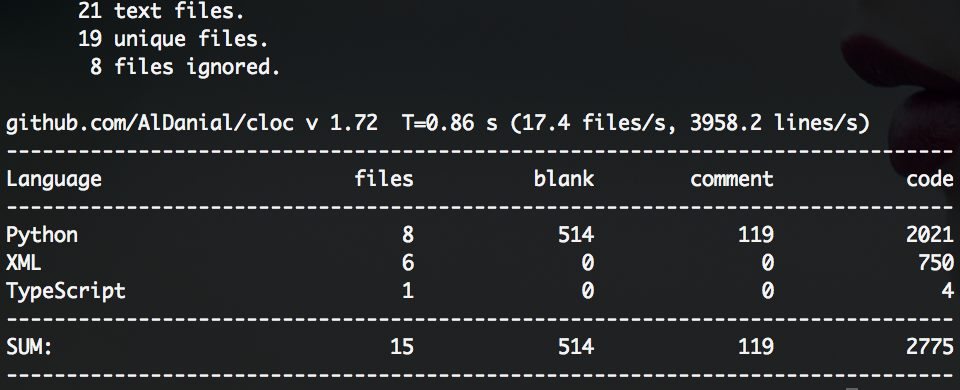 21 text files.
19 unique files.
8 files ignored.
github.com/AlDanial/cloc v 1.72  T=0.86 s (17.4 files/s, 3958.2 lines/s)
-------------------------------------------------------------------------------
Language                     files          blank        comment           code
-------------------------------------------------------------------------------
Python                           8            514            119           2021
XML                              6              0              0            750
TypeScript                       1              0              0              4
-------------------------------------------------------------------------------
SUM:                            15            514            119           2775
-------------------------------------------------------------------------------